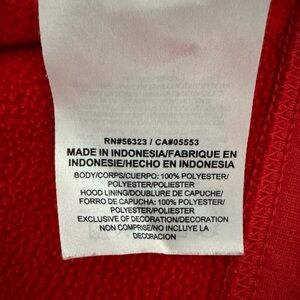 RN#56323 / CA#05553
MADE IN INDONESIA/FABRIQUE EN
INDONESIE/HECHO EN INDONESIA
BODY/CORPS/CUERPO: 100% POLYESTER/
POLYESTER/POLIESTER
HOOD LINING/DOUBLURE DE CAPUCHE/
FORRO DE CAPUCHA: 100% POLYESTER/
POLYESTER/POLIESTER
EXCLUSIVE OF DECORATION/DECORATION
NON COMPRISE/NO INCLUYE LA
DECORACION